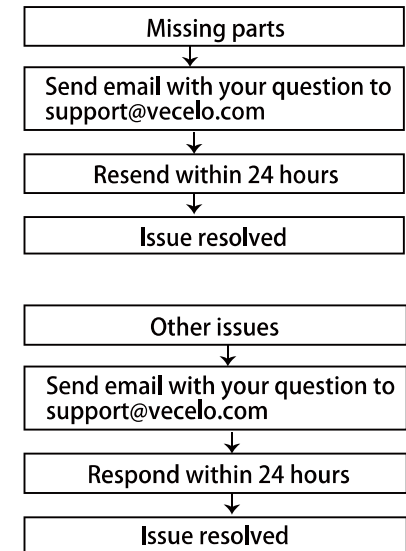 Missing parts
Send email with your question to
support@vecelo.com
Resend within 24 hours
Issue resolved
Other issues
Send email with your question to
support@vecelo.com
Respond within 24 hours
Issue resolved